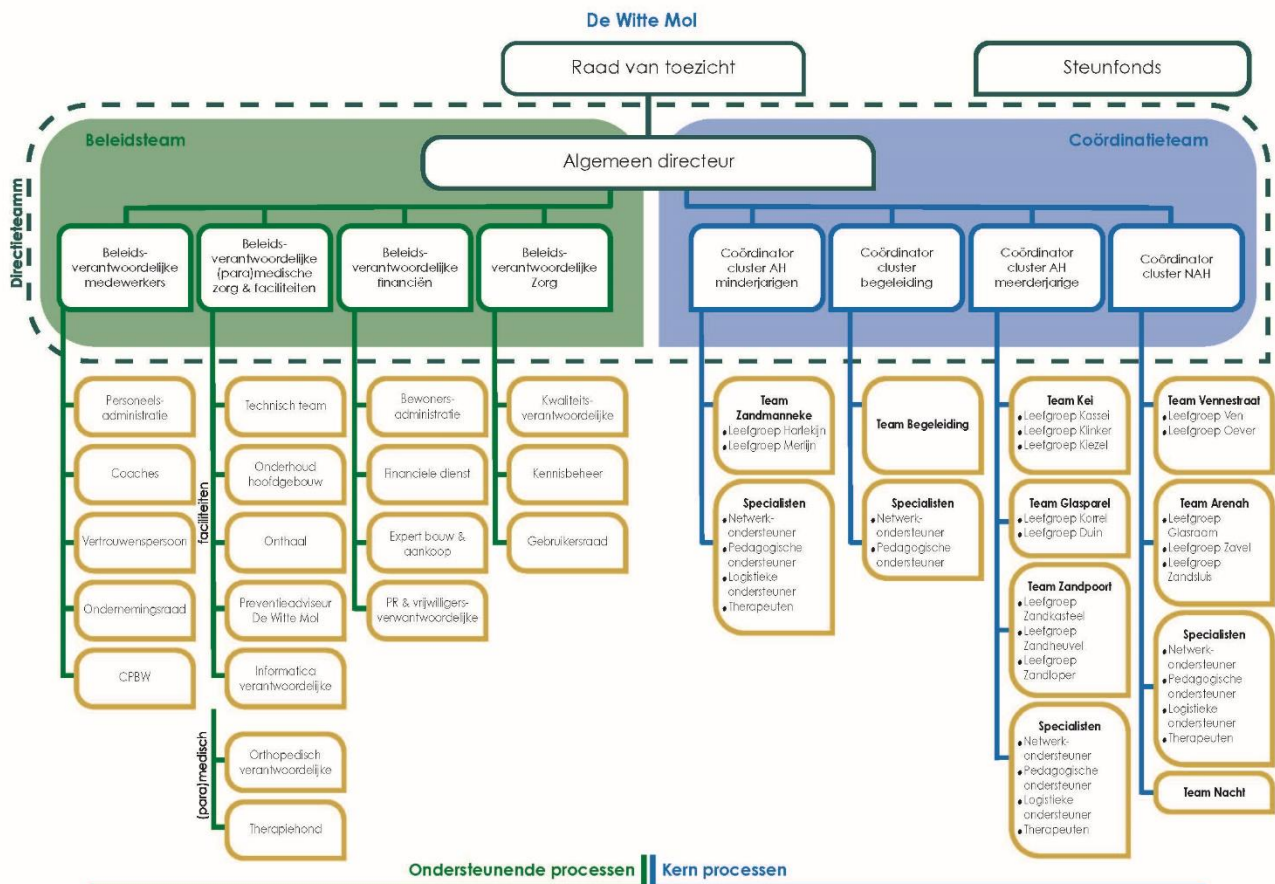 De Witte Mol
Raad van toezicht
Steunfonds
Beleidsteam
Coördinatieteam
Algemeen directeur
Directieteamm
Beleids-
verantwoordelijke
medewerkers
Beleids-
verantwoordelijke
(para)medische
zorg & faciliteiten
Beleids-
verantwoordelijke
financiën
Beleids-
verantwoordelijke
Zorg
Coördinator
cluster AH
minderjarigen
Coördinator
cluster
begeleiding
Coördinator
cluster AH
meerderjarige
Coördinator
cluster NAH
Personeels-
administratie
Coaches
Vertrouwenspersoon
Ondernemingsraad
CPBW
faciliteiten
Technisch team
Onderhoud
hoofdgebouw
Onthaal
Preventieadviseur
De Witte Mol
Informatica
verantwoordelijke
(para)medisch
Orthopedisch
verantwoordelijke
Therapiehond
Bewoners-
administratie
Financiele dienst
Expert bouw &
aankoop
PR & vrijwilligers-
verwantwoordelijke
Kwaliteits-
verantwoordelijke
Kennisbeheer
Gebruikersraad
Team
Zandmanneke
•Leefgroep Harlekijn
•Leefgroep Merlijn
Specialisten
•Netwerk-
ondersteuner
•Pedagogische
ondersteuner
•Logistieke
ondersteuner
•Therapeuten
Team Begeleiding
Specialisten
•Netwerk-
ondersteuner
•Pedagogische
ondersteuner
Team Kei
•Leefgroep Kassei
•Leefgroep Klinker
•Leefgroep Kiezel
Team Glasparel
•Leefgroep Korrel
•Leefgroep Duin
Team Zandpoort
•Leefgroep
Zandkasteel
•Leefgroep
Zandheuvel
•Leefgroep
Zandloper
Specialisten
•Netwerk-
ondersteuner
•Pedagogische
ondersteuner
•Logistieke
ondersteuner
•Therapeuten
Team Vennestraat
•Leefgroep Ven
•Leefgroep Oever
Team Arenah
•Leefgroep
Glasraam
•Leefgroep Zavel
•Leefgroep
Zandsluis
Specialisten
•Netwerk-
ondersteuner
•Pedagogische
ondersteuner
•Logistieke
ondersteuner
•Therapeuten
Team Nacht
Ondersteunende processen
Kern processen